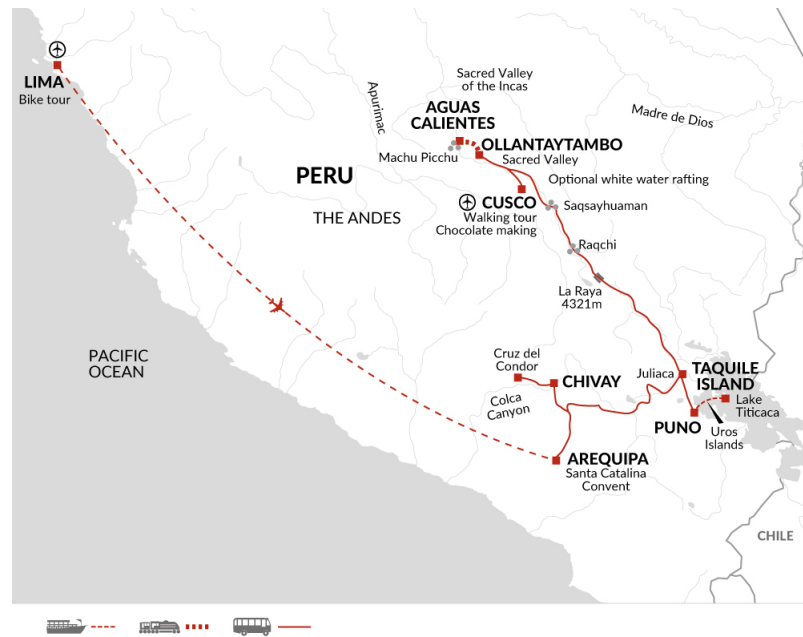 LIMA
Bike tour
Apurimac
Sacred Valley
of the Incas
Madre de Dios
AGUAS
CALIENTES
Machu Picchu
OLLANTAYTAMBO
Sacred Valley
PERU
Optional white water rafting
THE ANDES
CUSCO
Walking tour
Chocolate making
Saqsayhuaman
Raqchi
La Raya
4321m
PACIFIC
OCEAN
Cruz del
Condor
CHIVAY
Colca
Canyon
Juliaca
TAQUILE
ISLAND
Lake
Titicaca
PUNO
Uros
Islands
AREQUIPA
Santa Catalina
Convent
CHILE